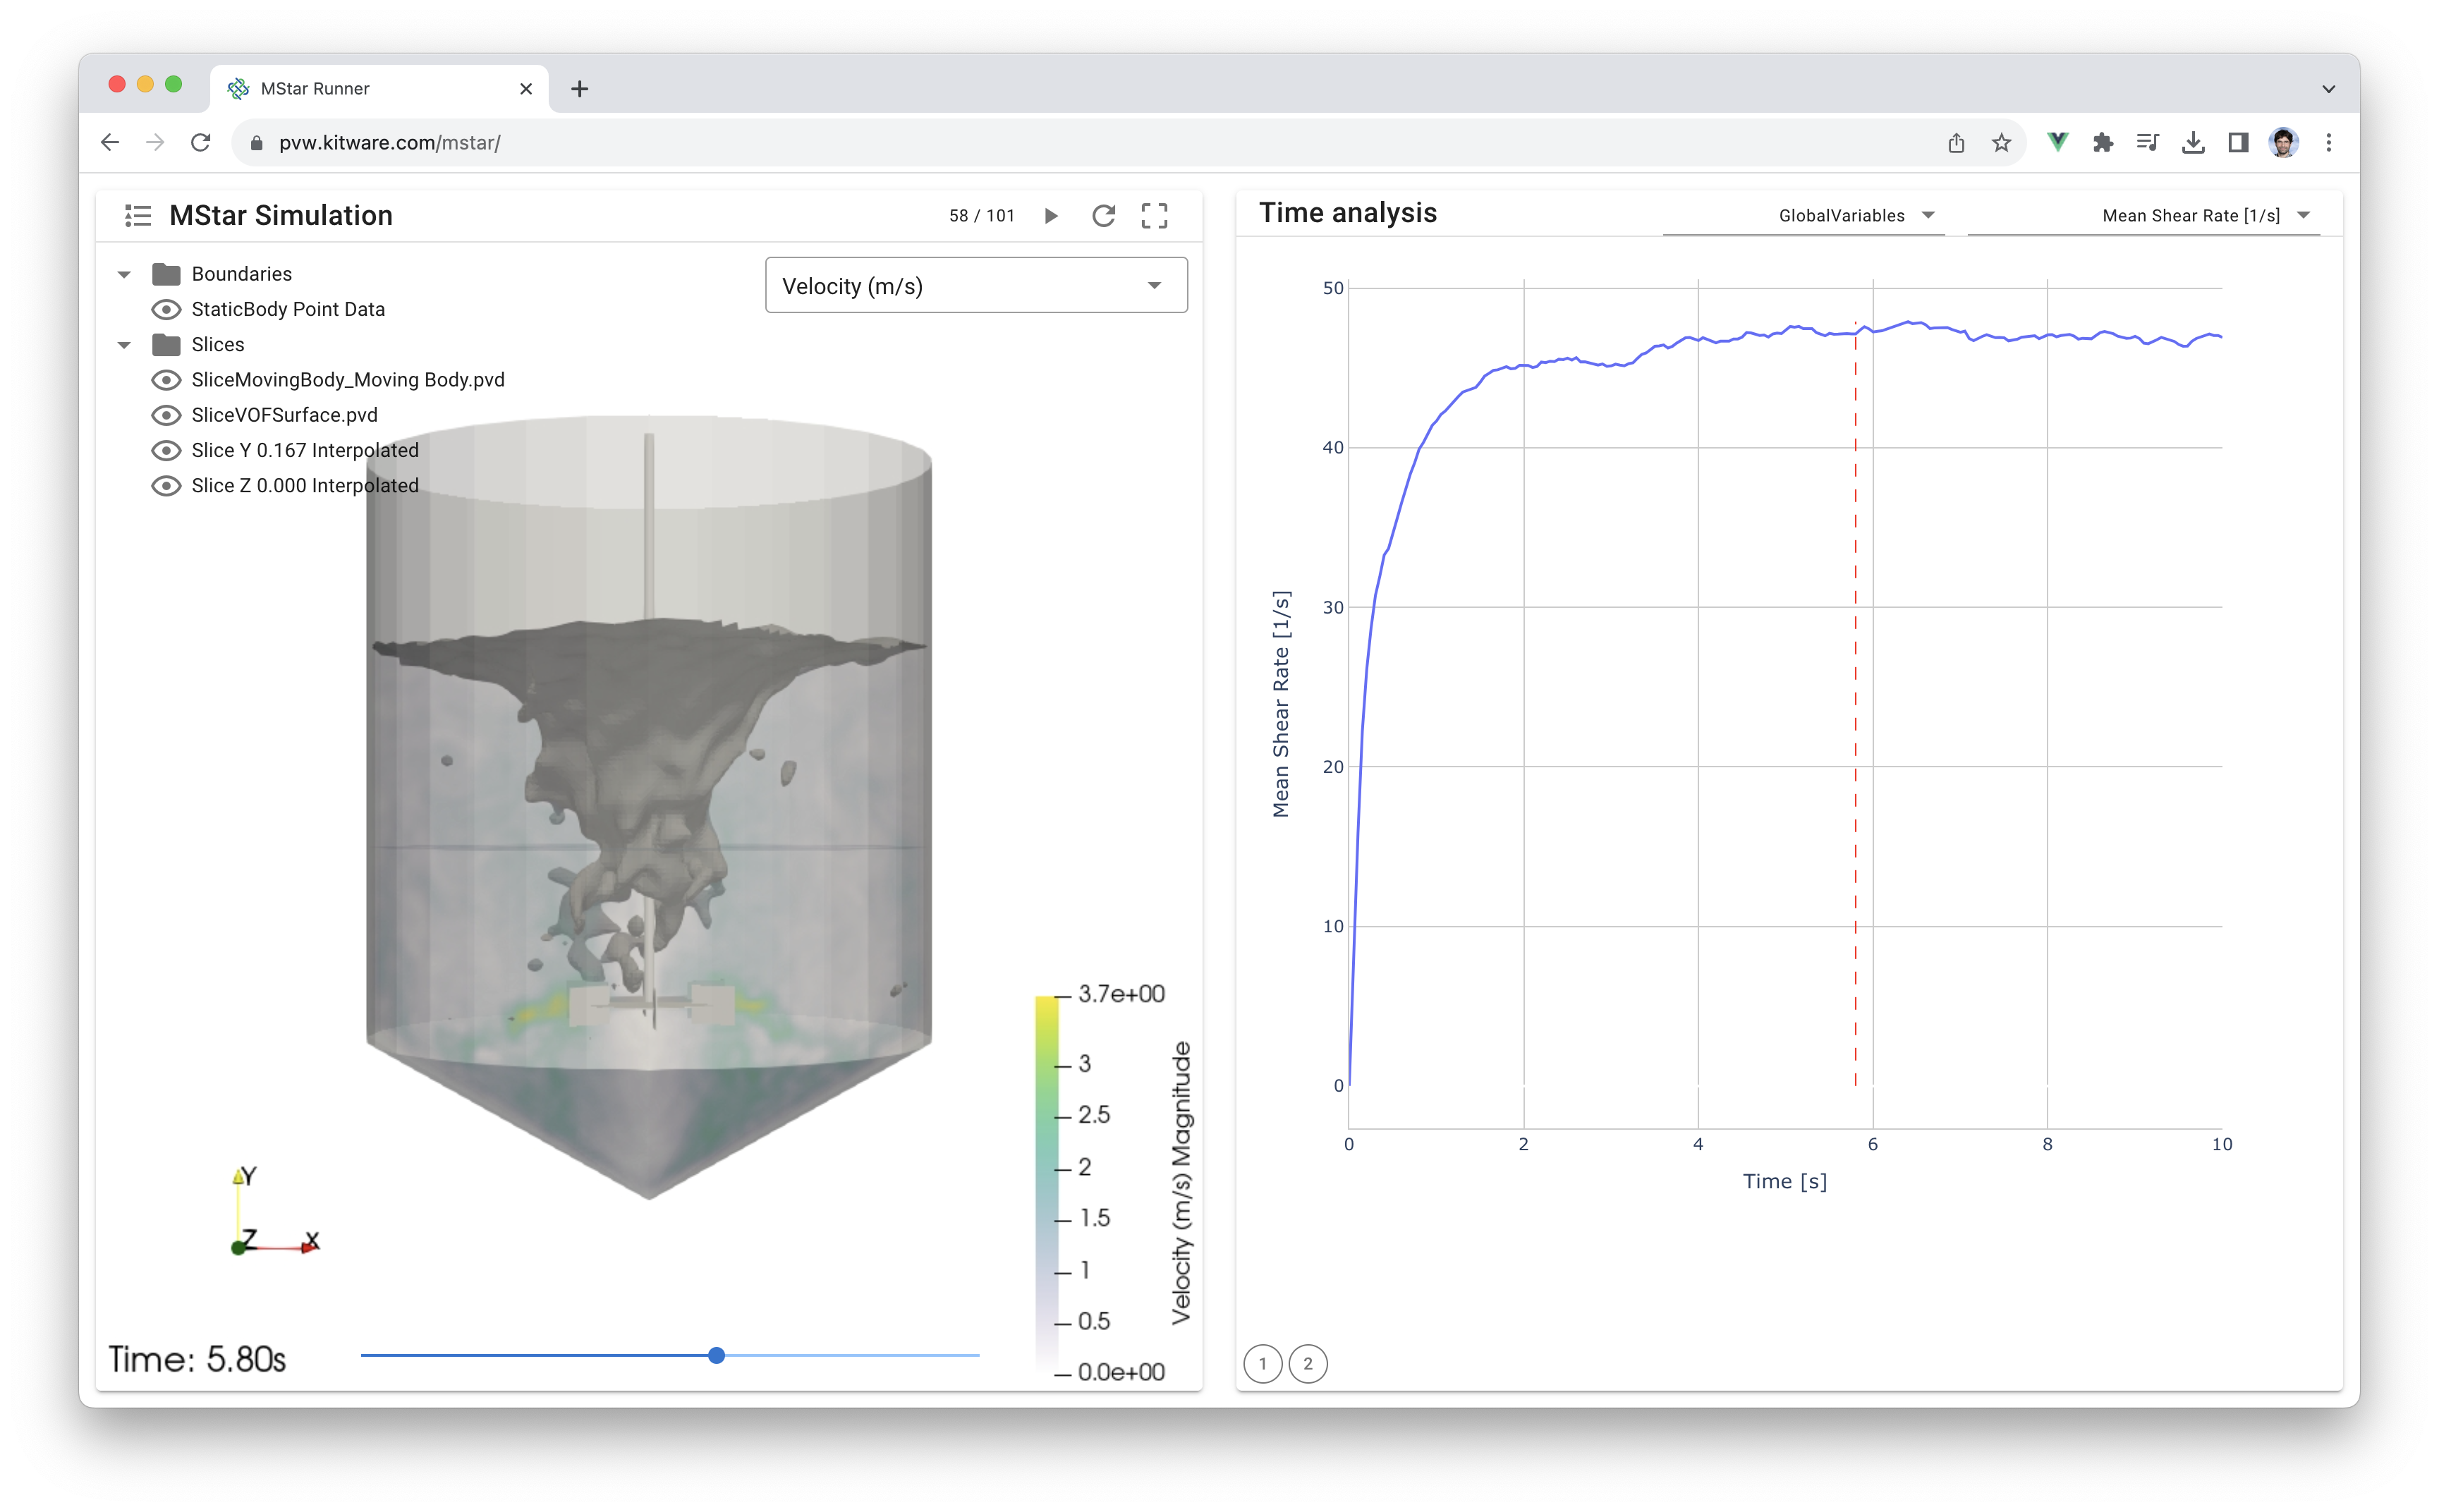 MStar Runner
pvw.kitware.com/mstar/
MStar Simulation
58 / 101
Boundaries
StaticBody Point Data
Slices
SliceMovingBody_Moving Body.pvd
SliceVOFSurface.pvd
Slice Y 0.167 Interpolated
Slice Z 0.000 Interpolated
Velocity (m/s)
Y
Z
X
3.7e+00
3
2.5
2
1.5
1
0.5
0.0e+00
Velocity (m/s) Magnitude
Time: 5.80s
Time analysis
GlobalVariables
Mean Shear Rate [1/s]
50
40
30
20
10
0
Mean Shear Rate [1/s]
0 2 4 6 8 10
Time [s]
1 2